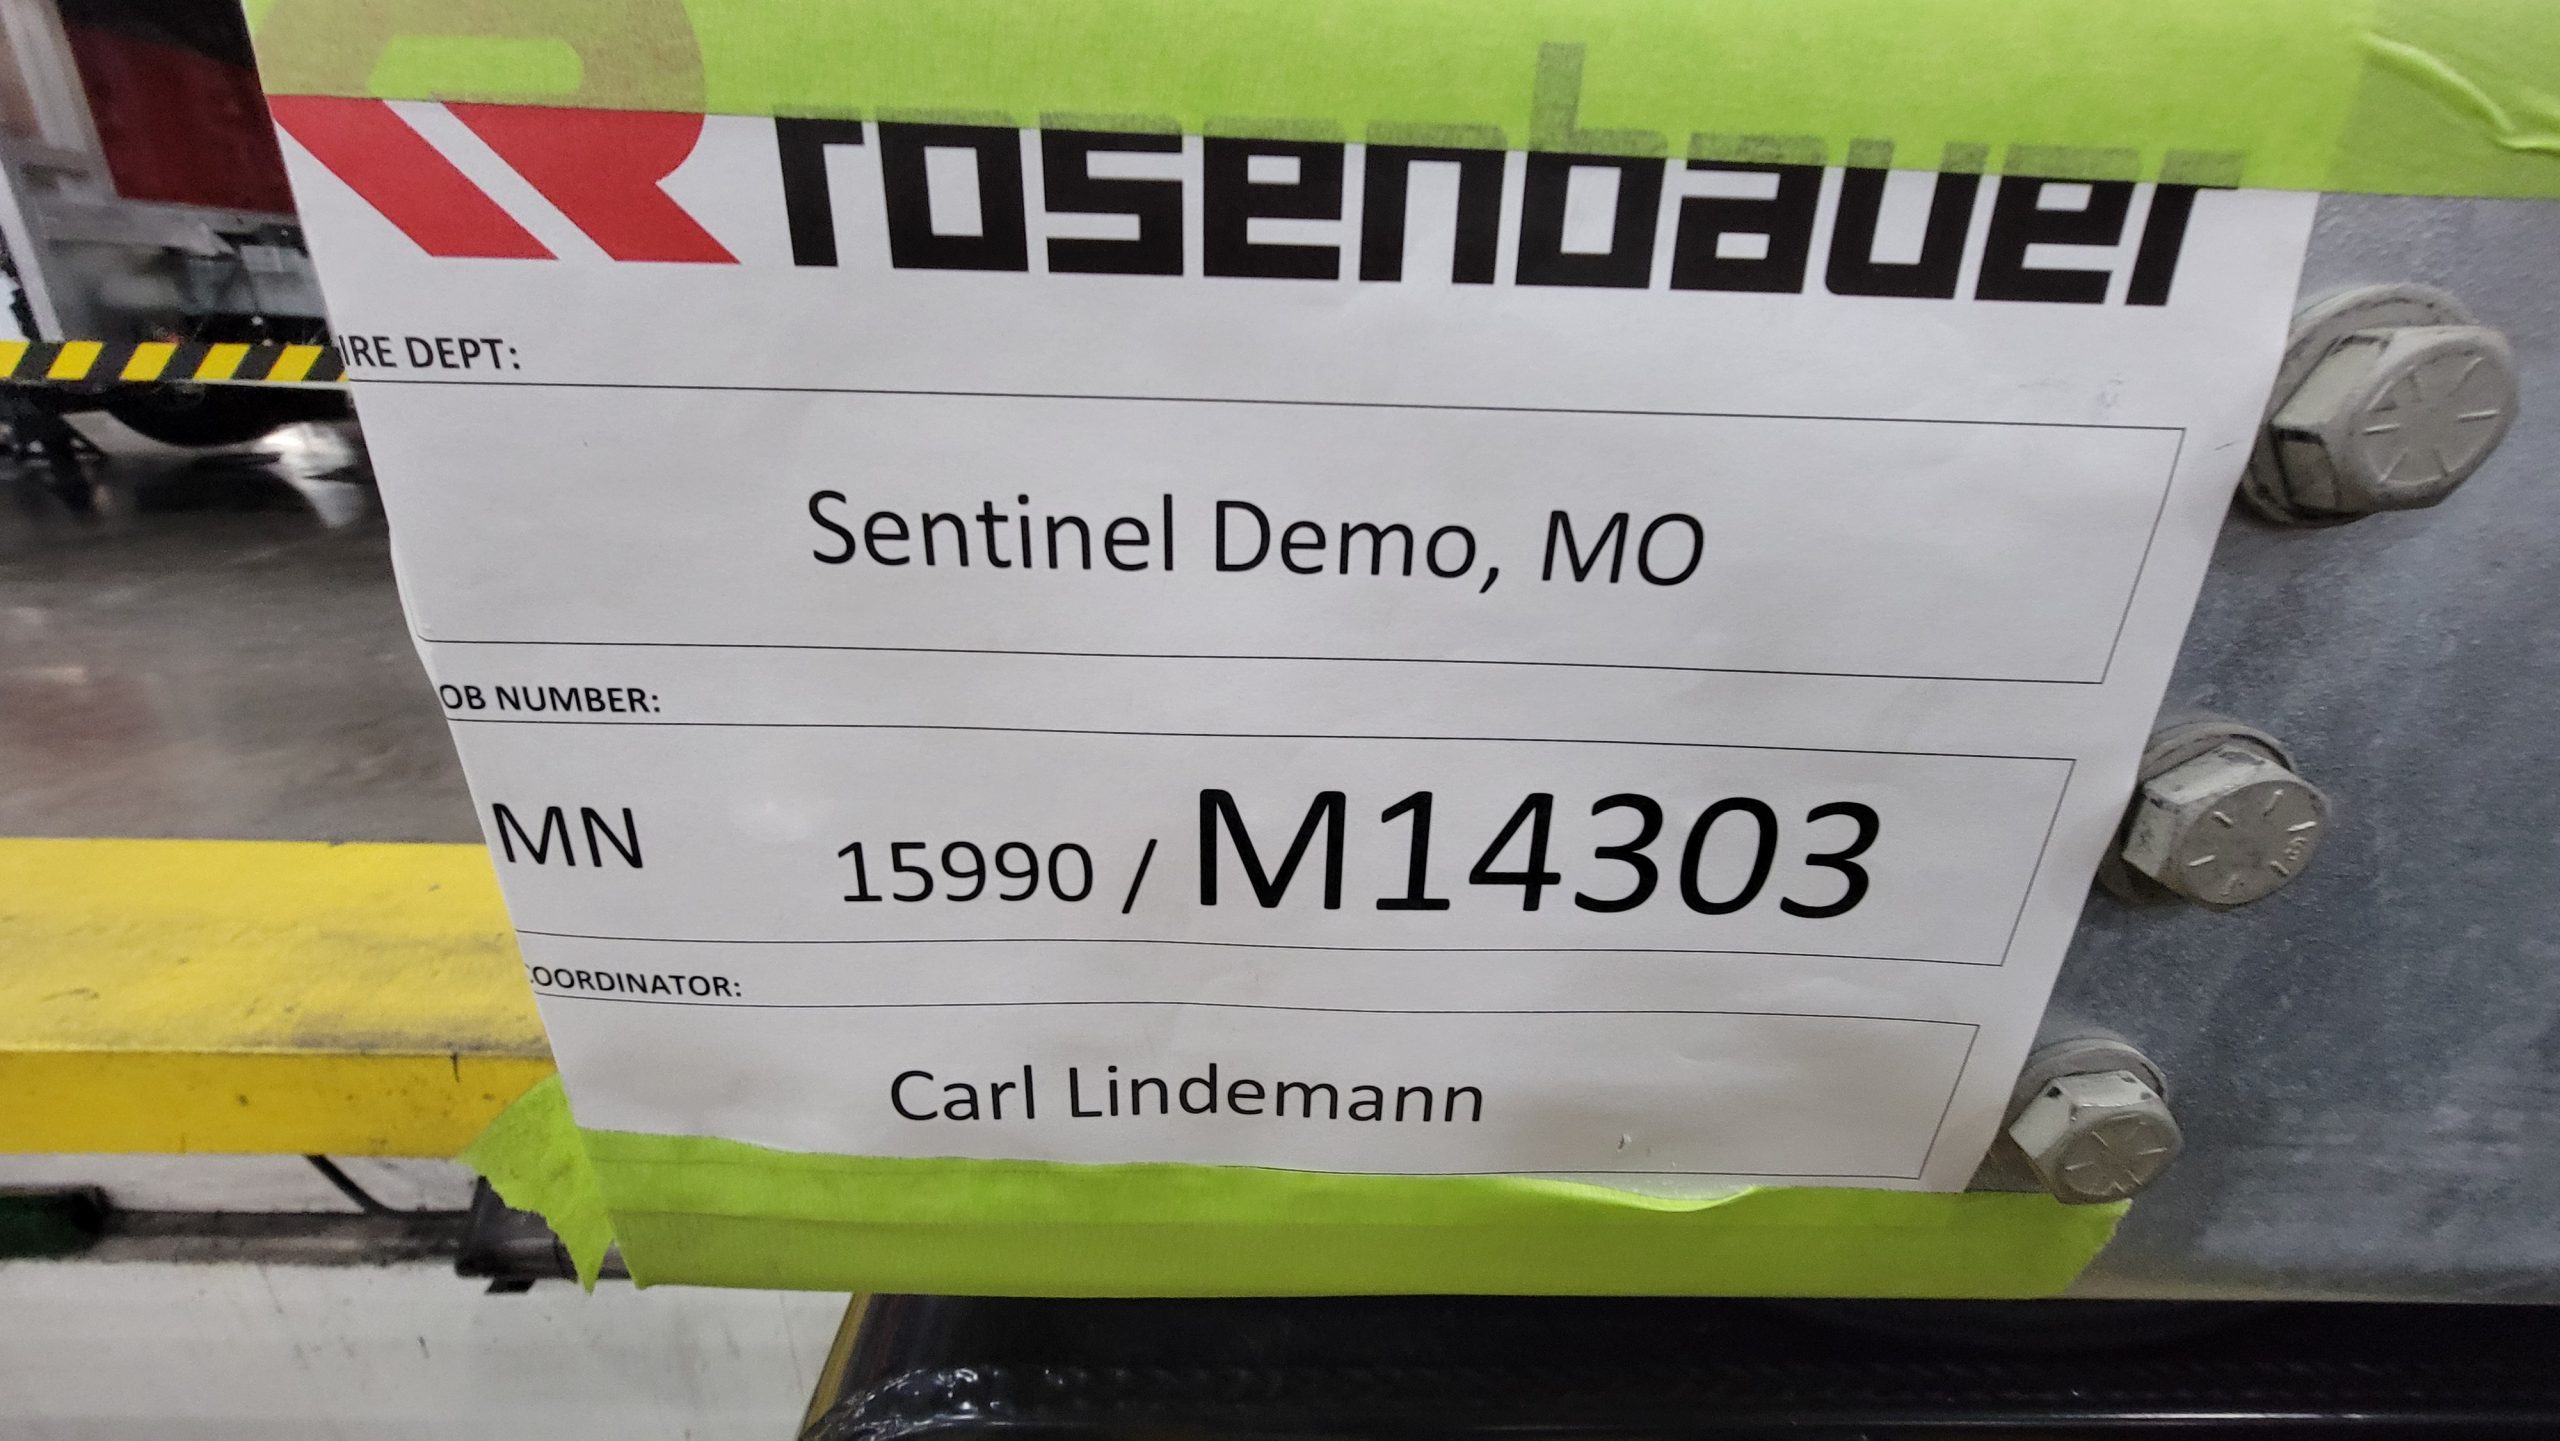 rosenbauer
IRE DEPT:
Sentinel Demo, MO
OB NUMBER:
MN 15990 / M14303
COORDINATOR:
Carl Lindemann